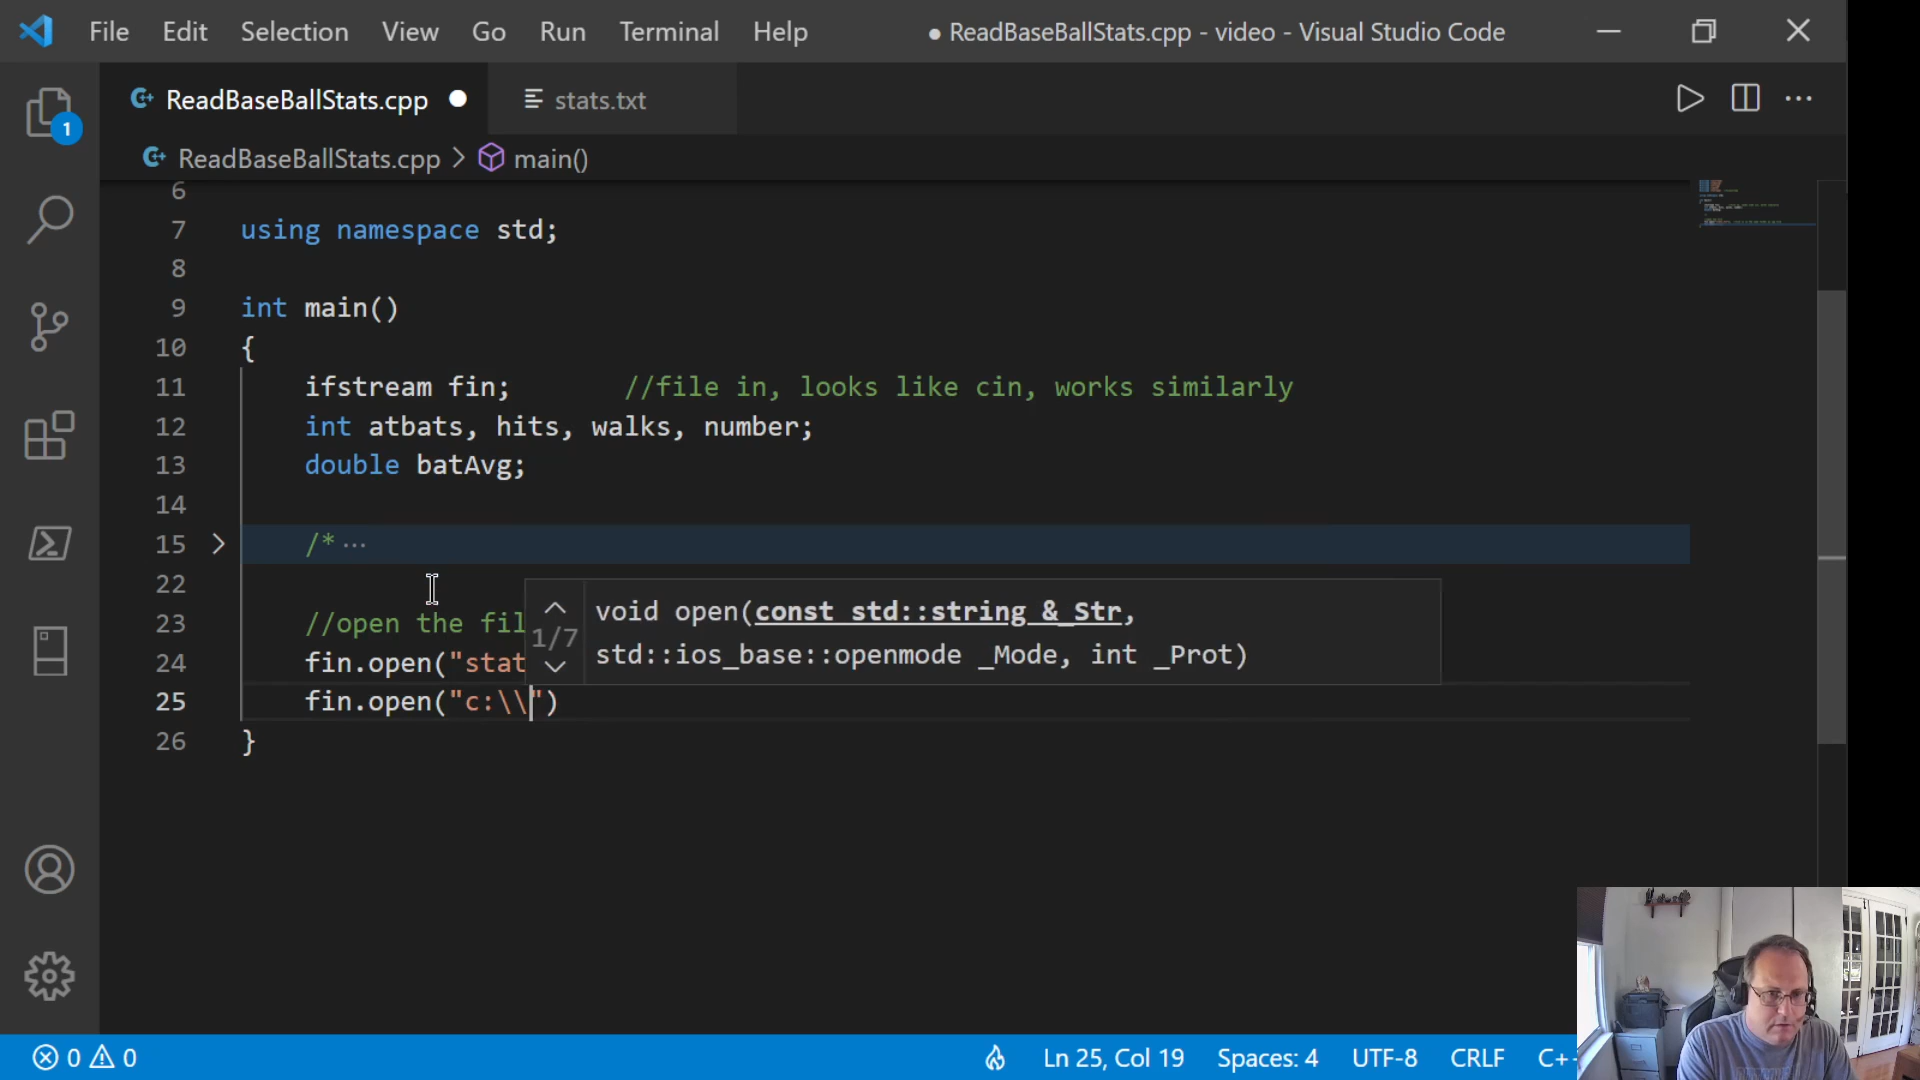 File Edit Selection View Go Run Terminal Help ● ReadBaseBallStats.cpp - video - Visual Studio Code
ReadBaseBallStats.cpp stats.txt
1
ReadBaseBallStats.cpp > main()
6
7 using namespace std;
8
9 int main()
10 {
11 ifstream fin; //file in, looks like cin, works similarly
12 int atbats, hits, walks, number;
13 double batAvg;
14
15 /* ···
22
23 //open the fil
24 fin.open("stat
25 fin.open("c:\\")
26 }
void open(const std::string &_Str,
1/7
std::ios_base::openmode _Mode, int _Prot)
0 0 Ln 25, Col 19 Spaces: 4 UTF-8 CRLF C+